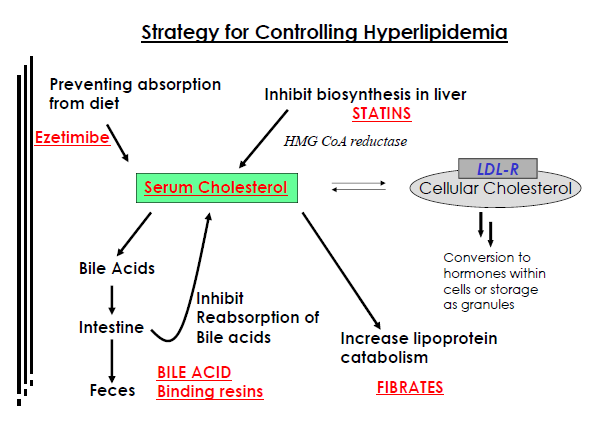 Strategy for Controlling Hyperlipidemia
Preventing absorption
from diet
Ezetimibe
Inhibit biosynthesis in liver
STATINS
HMG CoA reductase
Serum Cholesterol
LDL-R
Cellular Cholesterol
Bile Acids
Intestine
Feces
Inhibit
Reabsorption of
Bile acids
BILE ACID
Binding resins
Increase lipoprotein
catabolism
FIBRATES
Conversion to
hormones within
cells or storage
as granules